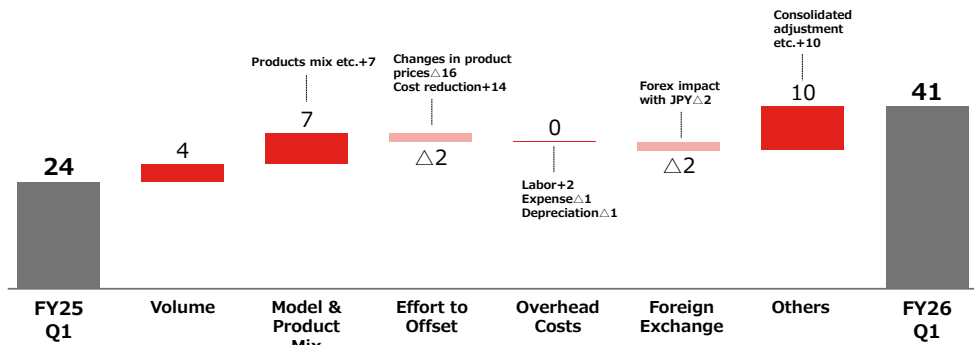 Consolidated
adjustment
etc.+10
Products mix etc.+7
Changes in product
prices△16
Cost reduction+14
Forex impact
with JPY△2
24
4
7
△2
0
△2
10
41
Labor+2
Expense△1
Depreciation△1
FY25
Q1
Volume
Model &
Product
Mix
Effort to
Offset
Overhead
Costs
Foreign
Exchange
Others
FY26
Q1